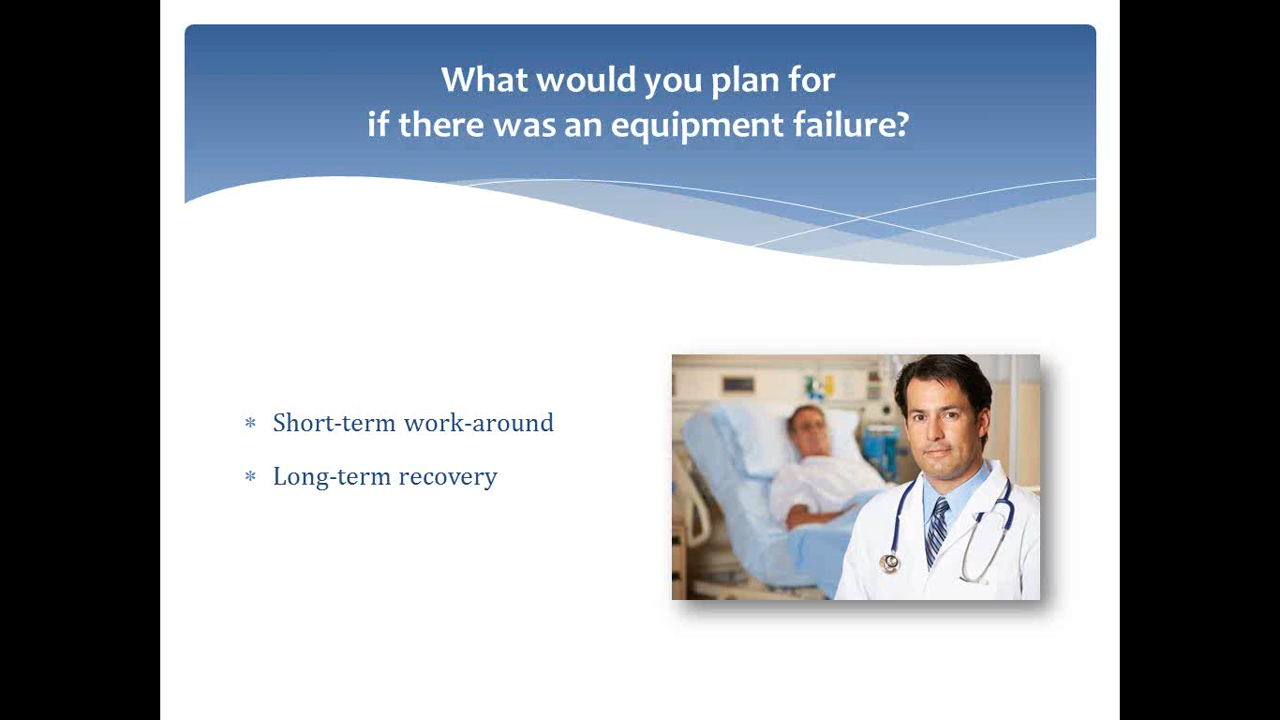 What would you plan for
if there was an equipment failure?
* Short-term work-around
* Long-term recovery